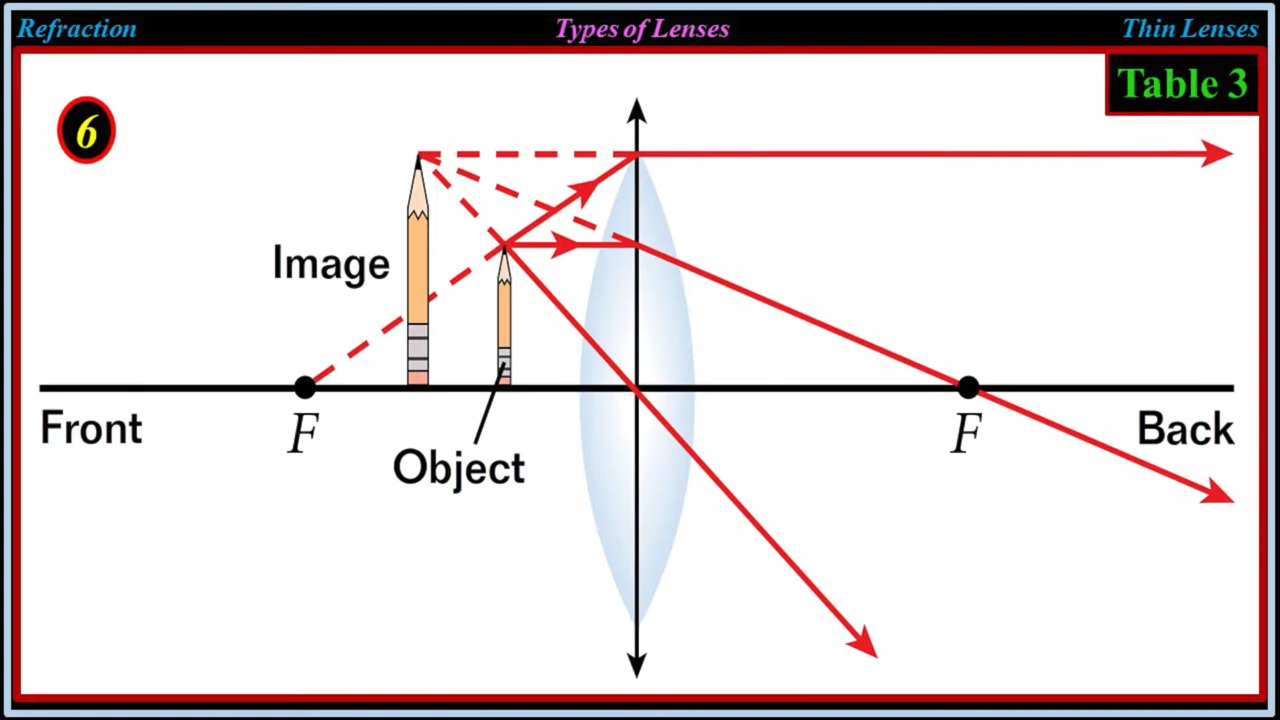 Refraction
Types of Lenses
Thin Lenses
Table 3
6
Image
Front
F
Object
F
Back